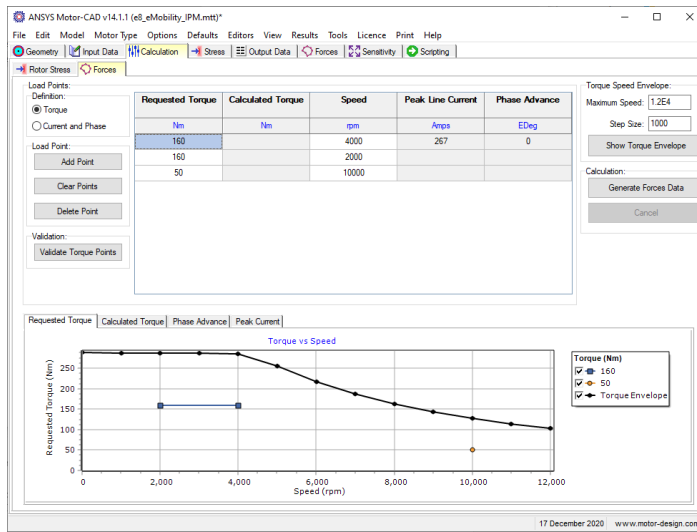 ANSYS Motor-CAD v14.1.1 (e8_eMobility_IPM.mtt)*
File Edit Model Motor Type Options Defaults Editors View Results Tools Licence Print Help
Geometry Input Data Calculation Stress Output Data Forces Sensitivity Scripting
Rotor Stress Forces
Load Points:
Definition:
Torque
Current and Phase
Load Point:
Add Point
Clear Points
Delete Point
Validation:
Validate Torque Points
Requested Torque Calculated Torque Speed Peak Line Current Phase Advance
Nm Nm rpm Amps EDeg
160 4000 267 0
160 2000
50 10000
Torque Speed Envelope:
Maximum Speed: 1.2E4
Step Size: 1000
Show Torque Envelope
Calculation:
Generate Forces Data
Cancel
Requested Torque Calculated Torque Phase Advance Peak Current
Torque vs Speed
Requested Torque (Nm)
250
200
150
100
50
0
0 2,000 4,000 6,000 8,000 10,000 12,000
Speed (rpm)
Torque (Nm)
160
50
Torque Envelope
17 December 2020 www.motor-design.com